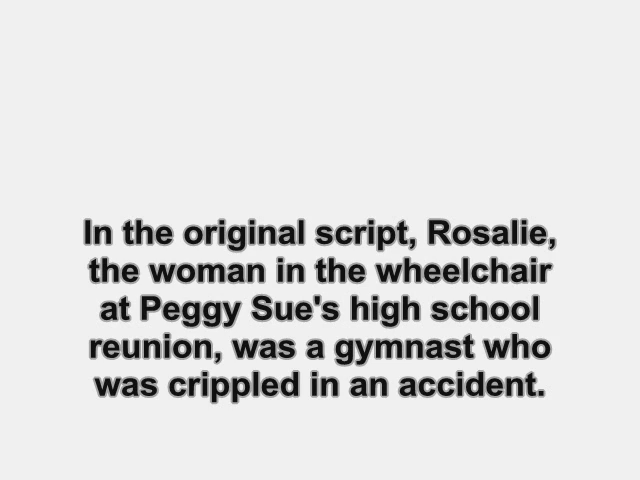 In the original script, Rosalie,
the woman in the wheelchair
at Peggy Sue's high school
reunion, was a gymnast who
was crippled in an accident.